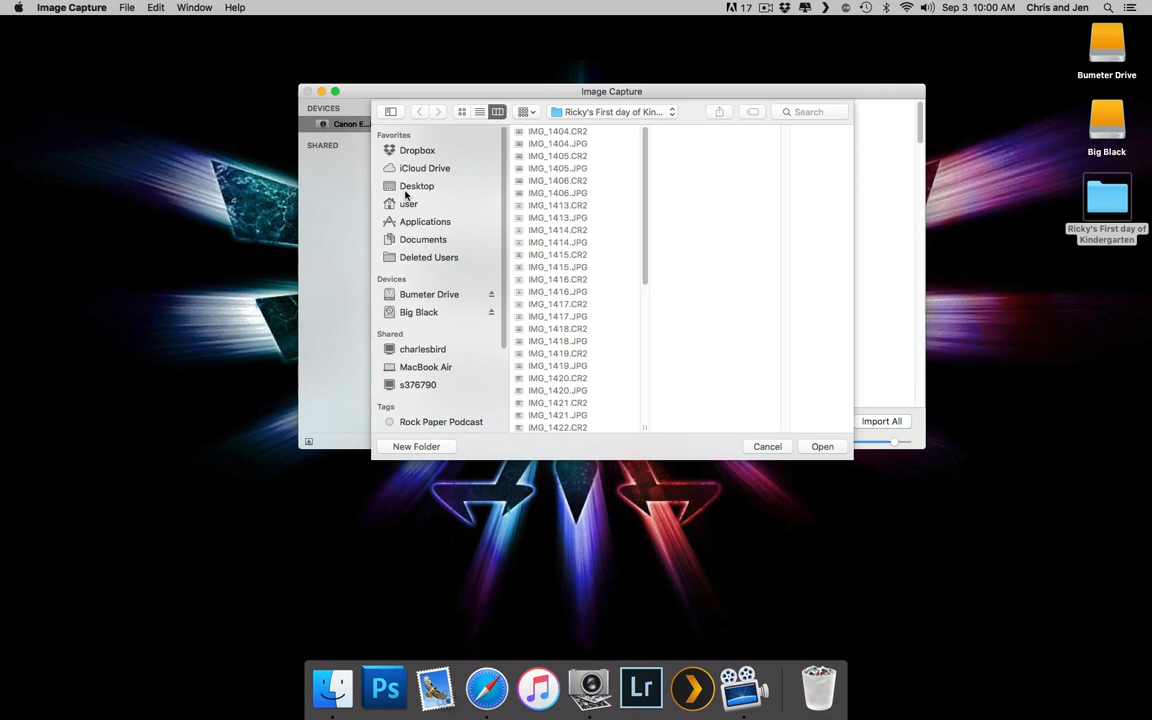 Image Capture File Edit Window Help
17 Sep 3 10:00 AM Chris and Jen
Bumeter Drive
Big Black
Ricky's First day of
Kindergarten
Image Capture
DEVICES
Canon E...
SHARED
Ricky's First day of Kin...
Search
Favorites
Dropbox
iCloud Drive
Desktop
user
Applications
Documents
Deleted Users
Devices
Bumeter Drive
Big Black
Shared
charlesbird
MacBook Air
s376790
Tags
Rock Paper Podcast
IMG_1404.CR2
IMG_1404.JPG
IMG_1405.CR2
IMG_1405.JPG
IMG_1406.CR2
IMG_1406.JPG
IMG_1413.CR2
IMG_1413.JPG
IMG_1414.CR2
IMG_1414.JPG
IMG_1415.CR2
IMG_1415.JPG
IMG_1416.CR2
IMG_1416.JPG
IMG_1417.CR2
IMG_1417.JPG
IMG_1418.CR2
IMG_1418.JPG
IMG_1419.CR2
IMG_1419.JPG
IMG_1420.CR2
IMG_1420.JPG
IMG_1421.CR2
IMG_1421.JPG
IMG_1422.CR2
Import All
New Folder
Cancel
Open
Ps
Lr